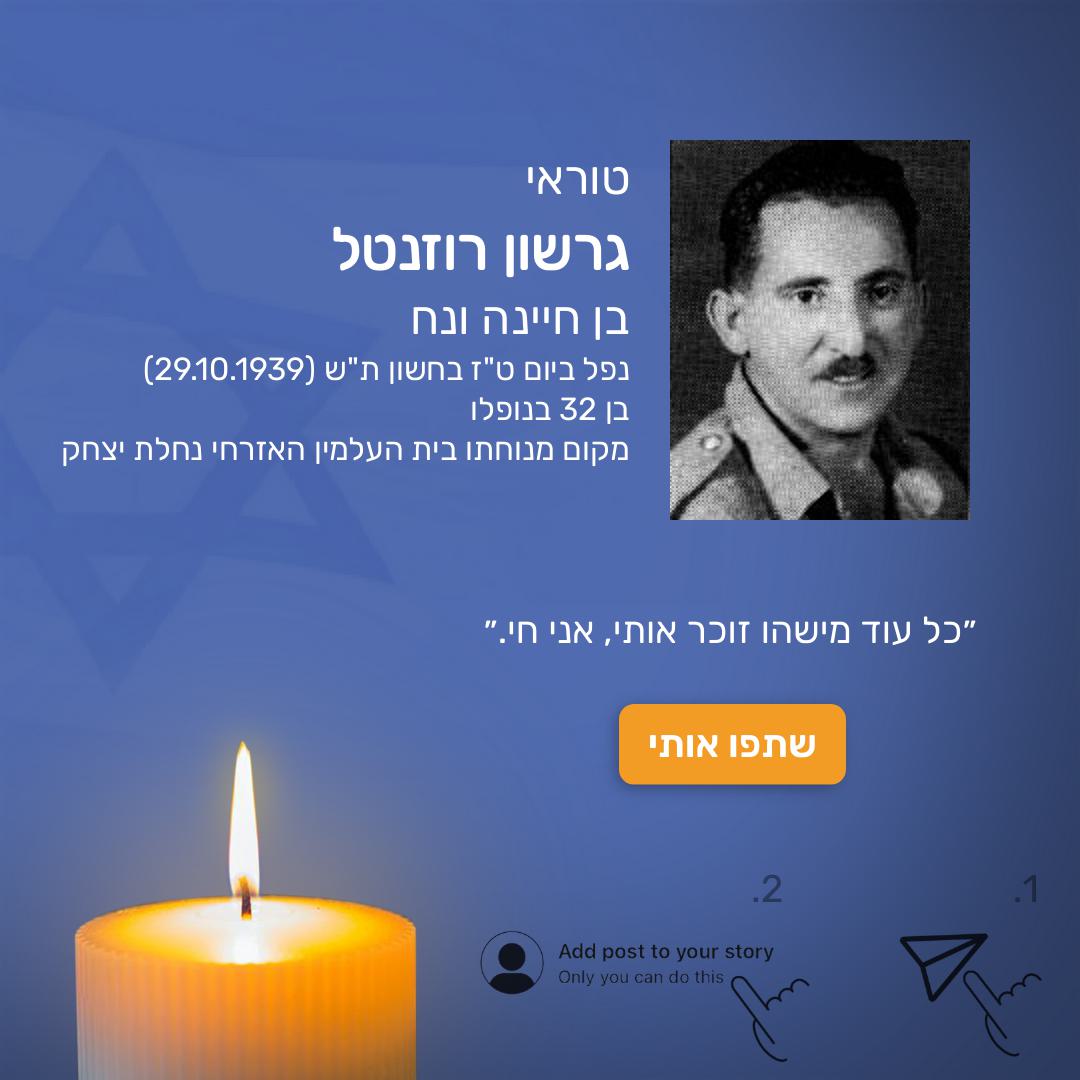 טוראי
גרשון רוזנטל
בן חיינה ונח
נפל ביום ט"ז בחשון ת"ש (29.10.1939)
בן 32 בנופלו
מקום מנוחתו בית העלמין האזרחי נחלת יצחק
״כל עוד מישהו זוכר אותי, אני חי.״
שתפו אותי
1.
2.
Add post to your story
Only you can do this